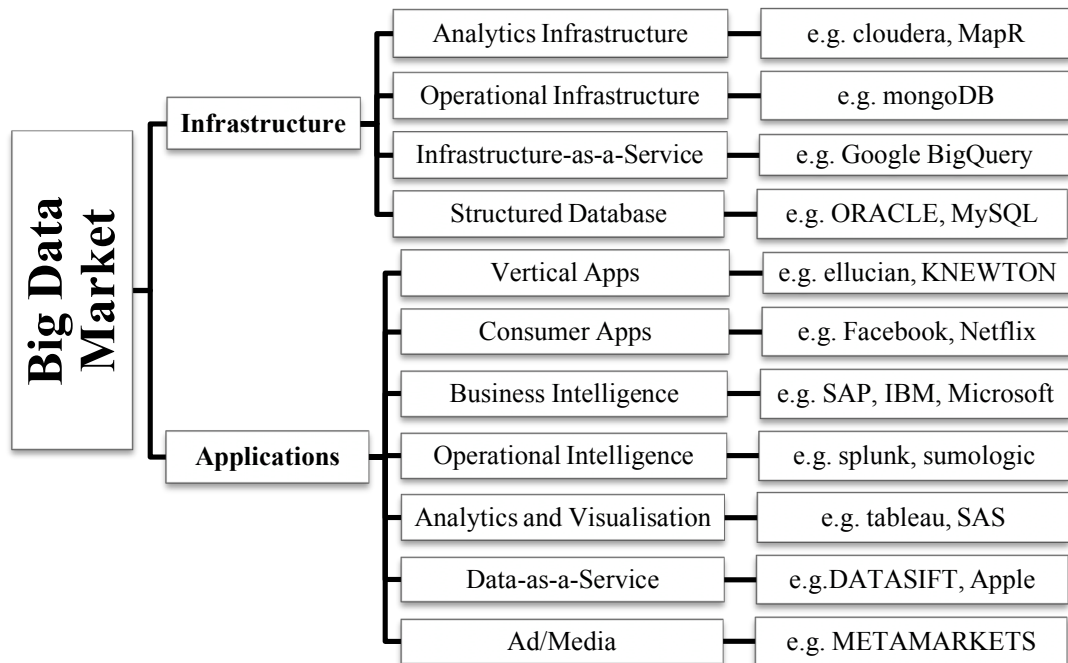 Big Data
Market
Infrastructure
Analytics Infrastructure
e.g. cloudera, MapR
Operational Infrastructure
e.g. mongoDB
Infrastructure-as-a-Service
e.g. Google BigQuery
Structured Database
e.g. ORACLE, MySQL
Applications
Vertical Apps
e.g. ellucian, KNEWTON
Consumer Apps
e.g. Facebook, Netflix
Business Intelligence
e.g. SAP, IBM, Microsoft
Operational Intelligence
e.g. splunk, sumologic
Analytics and Visualisation
e.g. tableau, SAS
Data-as-a-Service
e.g.DATASIFT, Apple
Ad/Media
e.g. METAMARKETS